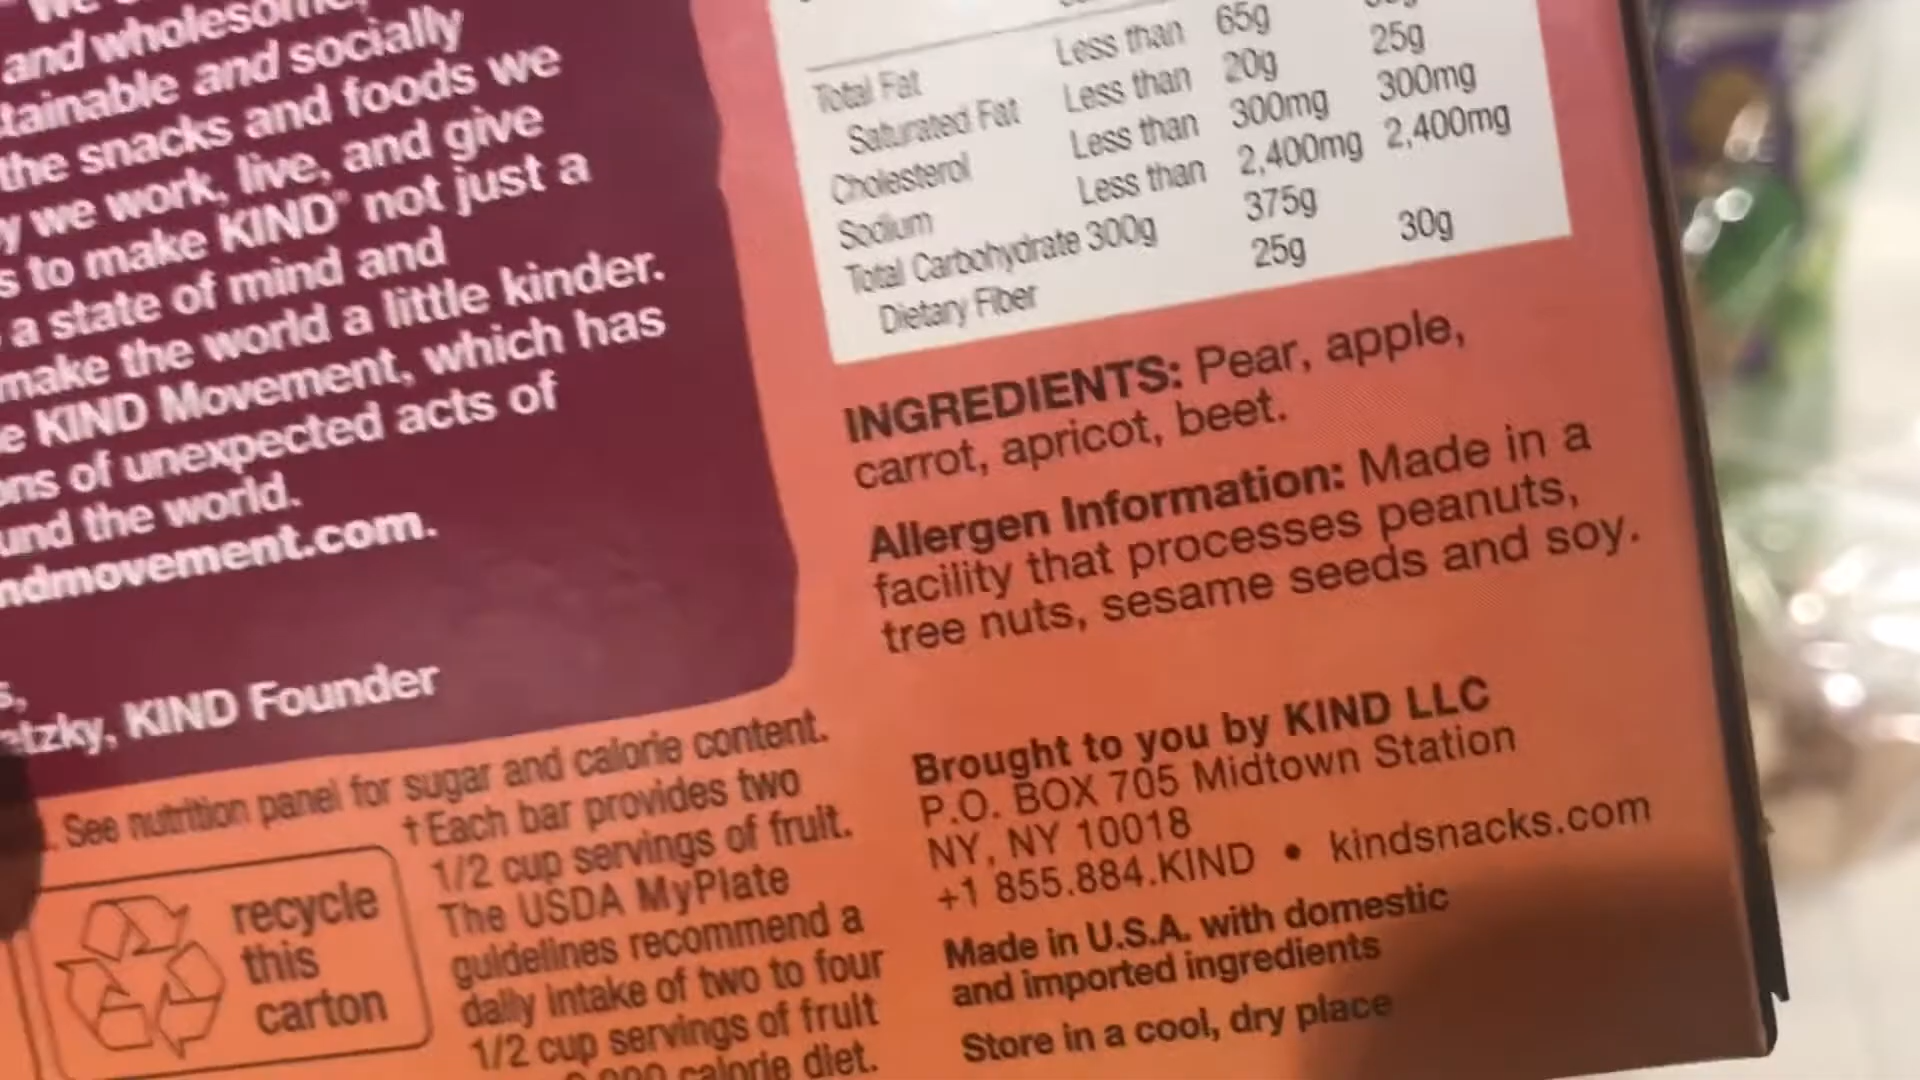 and wholesome,
tainable and socially
the snacks and foods we
we work, live, and give
to make KIND® not just a
a state of mind and
make the world a little kinder.
KIND Movement, which has
of unexpected acts of
the world.
ndmovement.com.
etzky, KIND Founder
Less than 65g
Total Fat Less than 20g 25g
Saturated Fat Less than 300mg 300mg
Cholesterol Less than 2,400mg 2,400mg
Sodium 375g
Total Carbohydrate 300g 25g 30g
Dietary Fiber
INGREDIENTS: Pear, apple,
carrot, apricot, beet.
Allergen Information: Made in a
facility that processes peanuts,
tree nuts, sesame seeds and soy.
Brought to you by KIND LLC
P.O. BOX 705 Midtown Station
NY, NY 10018
+1 855.884.KIND • kindsnacks.com
Made in U.S.A. with domestic
and imported ingredients
Store in a cool, dry place
. See nutrition panel for sugar and calorie content.
† Each bar provides two
1/2 cup servings of fruit.
The USDA MyPlate
guidelines recommend a
daily intake of two to four
1/2 cup servings of fruit
calorie diet.
recycle
this
carton